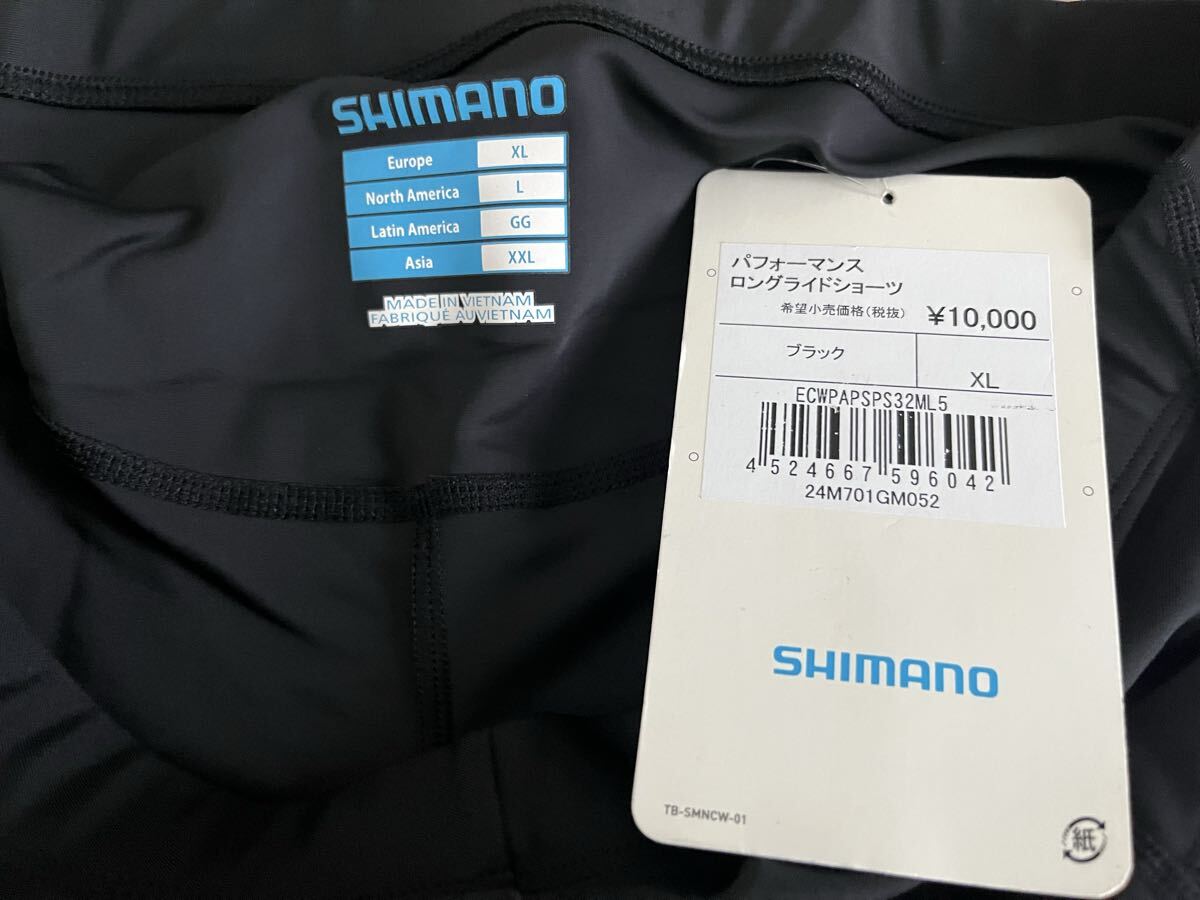 SHIMANO
Europe XL
North America L
Latin America GG
Asia XXL
MADE IN VIETNAM
FABRIQUÉ AU VIETNAM
パフォーマンス
ロングライドショーツ
希望小売価格(税抜) ¥10,000
ブラック XL
ECWPAPSPS32ML5
4 524667 596042
24M701GM052
SHIMANO
TB-SMNCW-01
紙